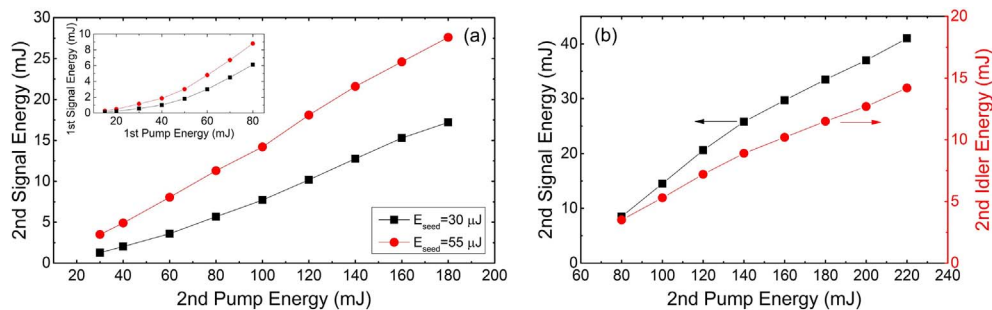 (a)
2nd Signal Energy (mJ)
30
27.5
25
20
15
10
5
0
20 40 60 80 100 120 140 160 180 200
2nd Pump Energy (mJ)
1st Signal Energy (mJ)
10
8
6
4
2
0
20 40 60 80
1st Pump Energy (mJ)
E_seed=30 μJ
E_seed=55 μJ
(b)
2nd Signal Energy (mJ)
40
30
20
10
0
60 80 100 120 140 160 180 200 220 240
2nd Pump Energy (mJ)
20
15
10
5
0
2nd Idler Energy (mJ)